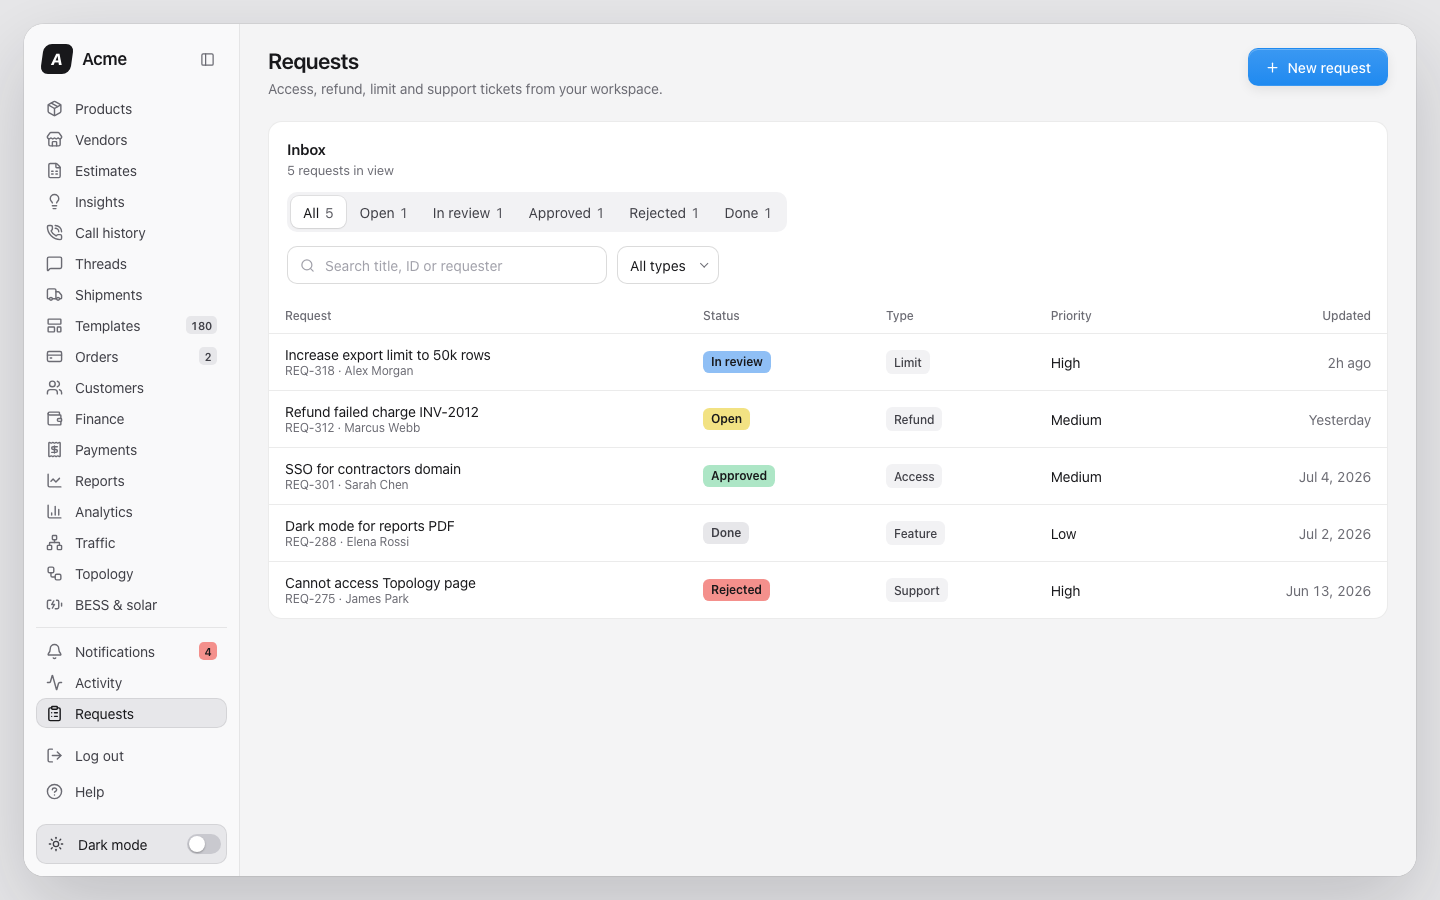 A Acme
Products
Vendors
Estimates
Insights
Call history
Threads
Shipments
Templates 180
Orders 2
Customers
Finance
Payments
Reports
Analytics
Traffic
Topology
BESS & solar
Notifications 4
Activity
Requests
Log out
Help
Dark mode
Requests
Access, refund, limit and support tickets from your workspace.
New request
Inbox
5 requests in view
All 5 Open 1 In review 1 Approved 1 Rejected 1 Done 1
Search title, ID or requester All types
Request Status Type Priority Updated
Increase export limit to 50k rows
REQ-318 · Alex Morgan
In review Limit High 2h ago
Refund failed charge INV-2012
REQ-312 · Marcus Webb
Open Refund Medium Yesterday
SSO for contractors domain
REQ-301 · Sarah Chen
Approved Access Medium Jul 4, 2026
Dark mode for reports PDF
REQ-288 · Elena Rossi
Done Feature Low Jul 2, 2026
Cannot access Topology page
REQ-275 · James Park
Rejected Support High Jun 13, 2026